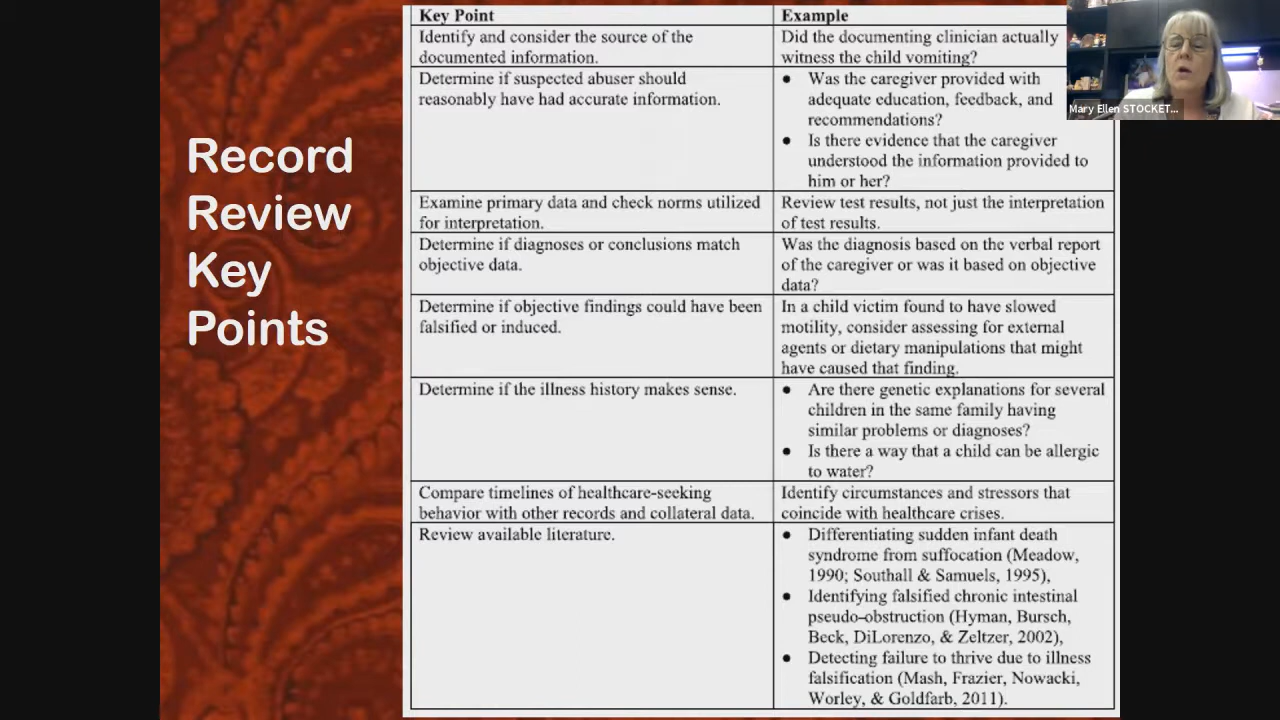 Record
Review
Key
Points
Key Point
Example
Identify and consider the source of the
documented information.
Did the documenting clinician actually
witness the child vomiting?
Determine if suspected abuser should
reasonably have had accurate information.
● Was the caregiver provided with
adequate education, feedback, and
recommendations?
● Is there evidence that the caregiver
understood the information provided to
him or her?
Examine primary data and check norms utilized
for interpretation.
Review test results, not just the interpretation
of test results.
Determine if diagnoses or conclusions match
objective data.
Was the diagnosis based on the verbal report
of the caregiver or was it based on objective
data?
Determine if objective findings could have been
falsified or induced.
In a child victim found to have slowed
motility, consider assessing for external
agents or dietary manipulations that might
have caused that finding.
Determine if the illness history makes sense.
● Are there genetic explanations for several
children in the same family having
similar problems or diagnoses?
● Is there a way that a child can be allergic
to water?
Compare timelines of healthcare-seeking
behavior with other records and collateral data.
Identify circumstances and stressors that
coincide with healthcare crises.
Review available literature.
● Differentiating sudden infant death
syndrome from suffocation (Meadow,
1990; Southall & Samuels, 1995),
● Identifying falsified chronic intestinal
pseudo-obstruction (Hyman, Bursch,
Beck, DiLorenzo, & Zeltzer, 2002),
● Detecting failure to thrive due to illness
falsification (Mash, Frazier, Nowacki,
Worley, & Goldfarb, 2011).
Mary Ellen STOCKET...